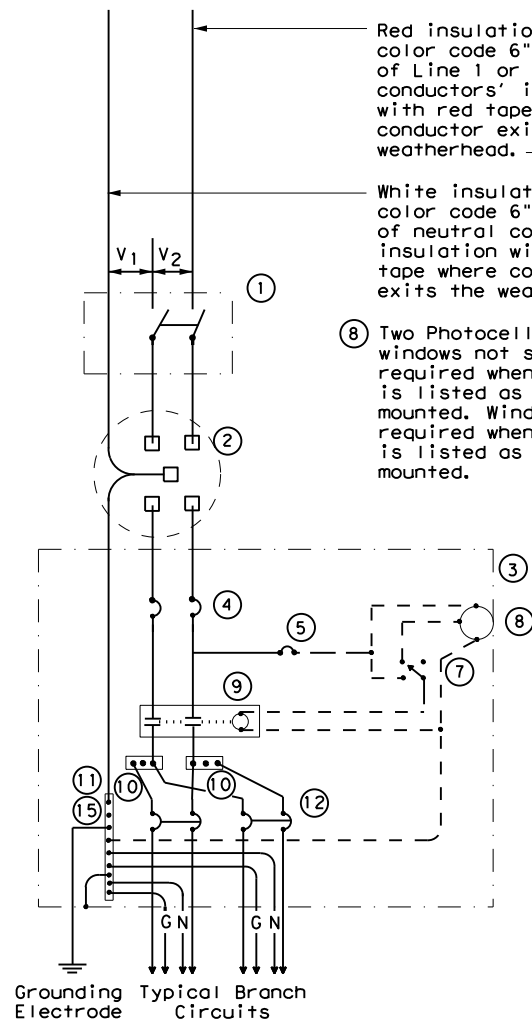 Red insulatio
color code 6"
of Line 1 or
conductors' i
with red tape
conductor exi
weatherhead.
White insulat
color code 6"
of neutral co
insulation wi
tape where co
exits the wea
V1 V2
1
8 Two Photocell
windows not s
required when
is listed as
mounted. Wind
required when
is listed as
mounted.
2
3
4
5
8
7
9
11
10
10
12
15
G N
G N
Grounding
Electrode
Typical Branch
Circuits